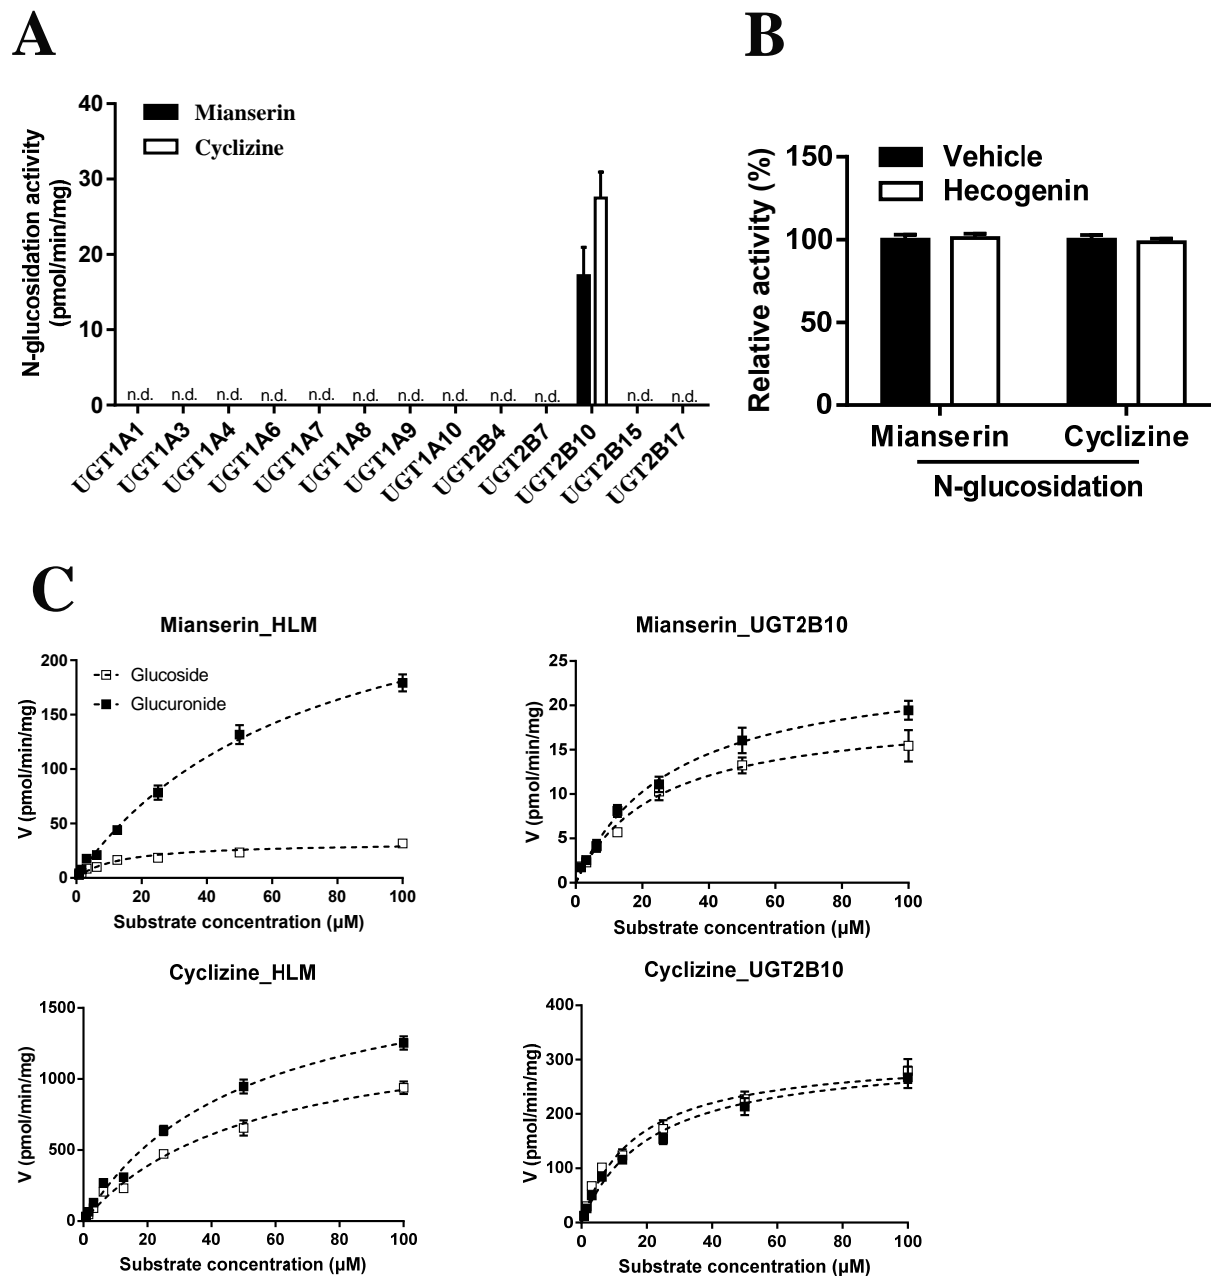 A
N-glucosidation activity
(pmol/min/mg)
40
30
20
10
0
Mianserin
Cyclizine
n.d. n.d. n.d. n.d. n.d. n.d. n.d. n.d. n.d. n.d. n.d. n.d.
UGT1A1 UGT1A3 UGT1A4 UGT1A6 UGT1A7 UGT1A8 UGT1A9 UGT1A10 UGT2B4 UGT2B7 UGT2B10 UGT2B15 UGT2B17
B
Relative activity (%)
150
100
50
0
Vehicle
Hecogenin
Mianserin Cyclizine
N-glucosidation
C
Mianserin_HLM
V (pmol/min/mg)
200
150
100
50
0
Glucoside
Glucuronide
0 20 40 60 80 100
Substrate concentration (µM)
Mianserin_UGT2B10
V (pmol/min/mg)
25
20
15
10
5
0
0 20 40 60 80 100
Substrate concentration (µM)
Cyclizine_HLM
V (pmol/min/mg)
1500
1000
500
0
0 20 40 60 80 100
Substrate concentration (µM)
Cyclizine_UGT2B10
V (pmol/min/mg)
400
300
200
100
0
0 20 40 60 80 100
Substrate concentration (µM)